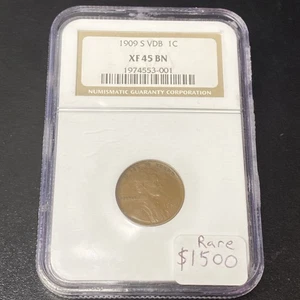 1909 S VDB 1C
XF 45 BN
1974553-001
NUMISMATIC GUARANTY CORPORATION
Rare
$1500